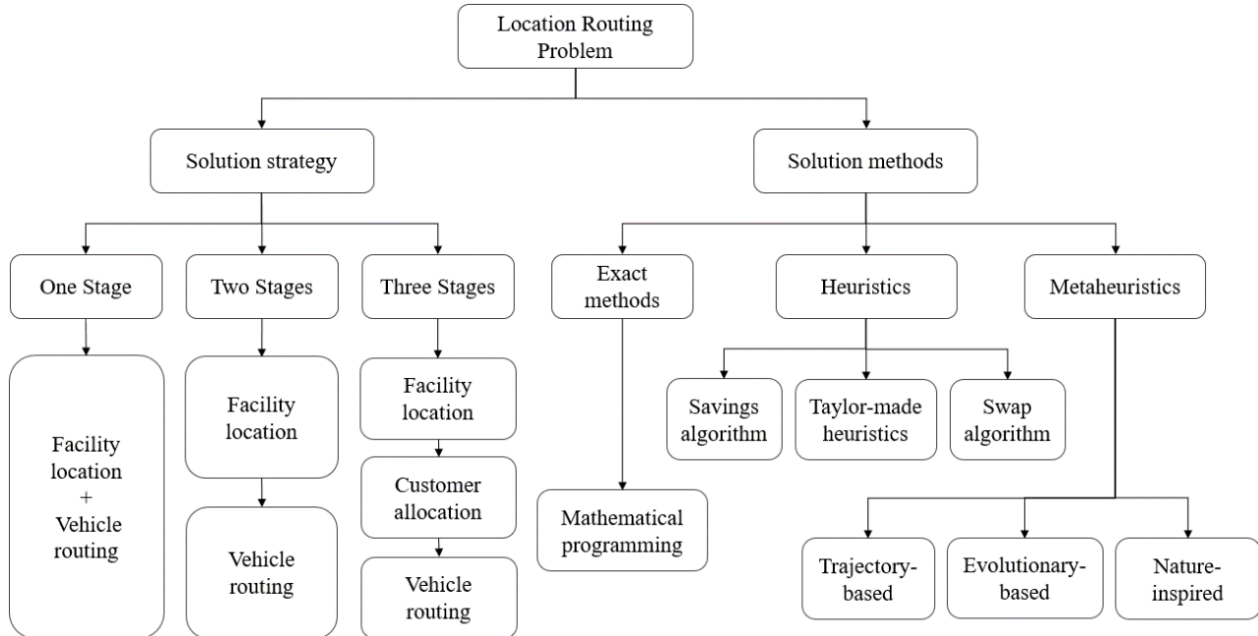 Location Routing
Problem
Solution strategy
Solution methods
One Stage
Two Stages
Three Stages
Exact
methods
Heuristics
Metaheuristics
Facility
location
+
Vehicle
routing
Facility
location
Vehicle
routing
Facility
location
Customer
allocation
Vehicle
routing
Mathematical
programming
Savings
algorithm
Taylor-made
heuristics
Swap
algorithm
Trajectory-
based
Evolutionary-
based
Nature-
inspired